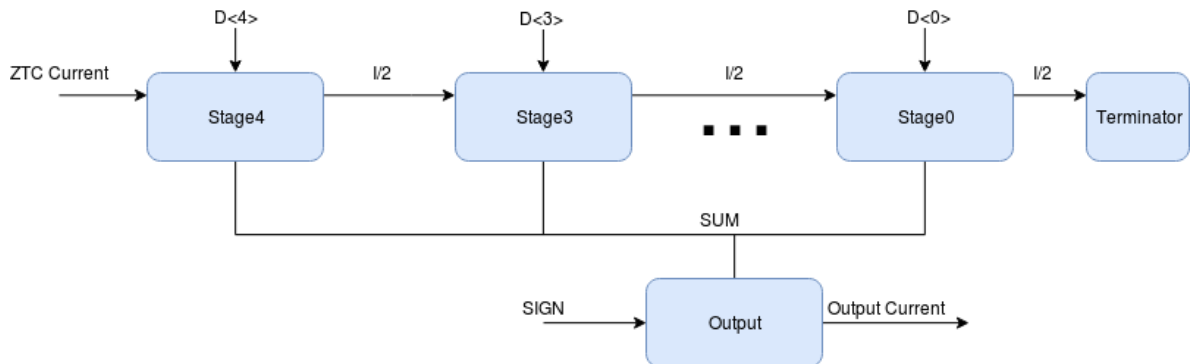 D<4>
D<3>
D<0>
ZTC Current
I/2
I/2
I/2
Stage4
Stage3
Stage0
Terminator
SUM
SIGN
Output
Output Current